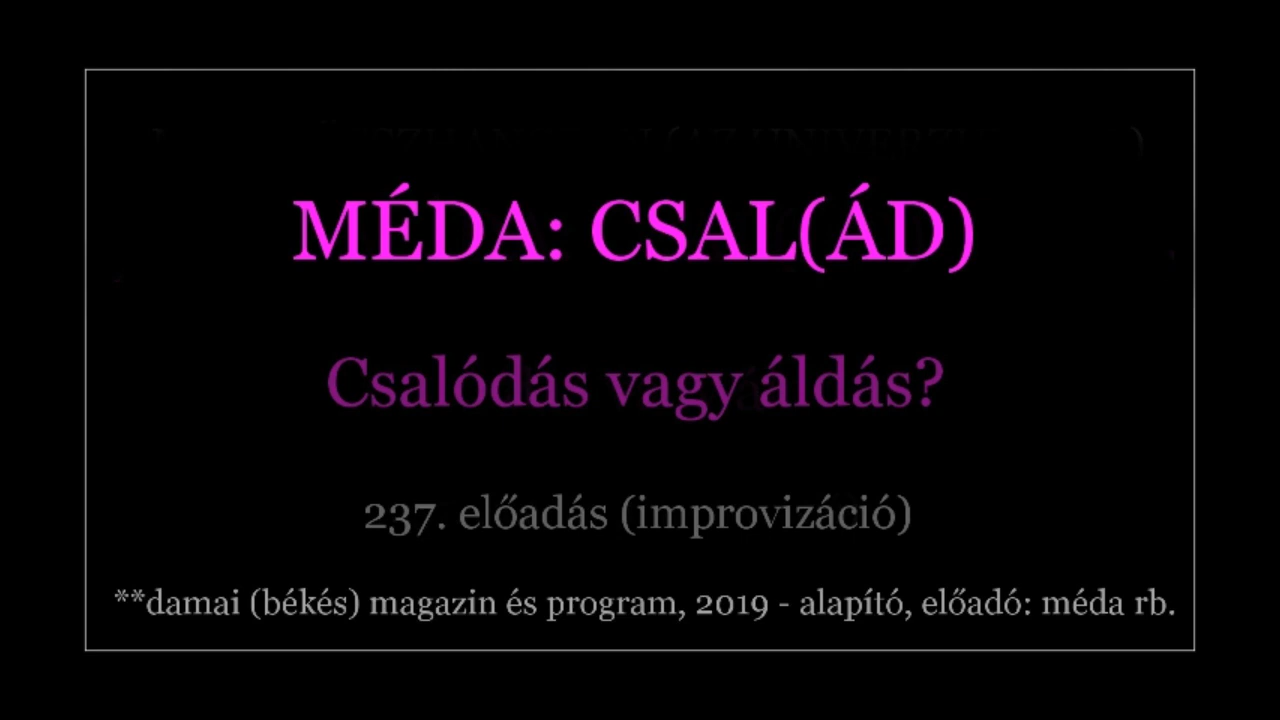 MÉDA: CSAL(ÁD)
Csalódás vagy áldás?
237. előadás (improvizáció)
**damai (békés) magazin és program, 2019 - alapító, előadó: méda rb.